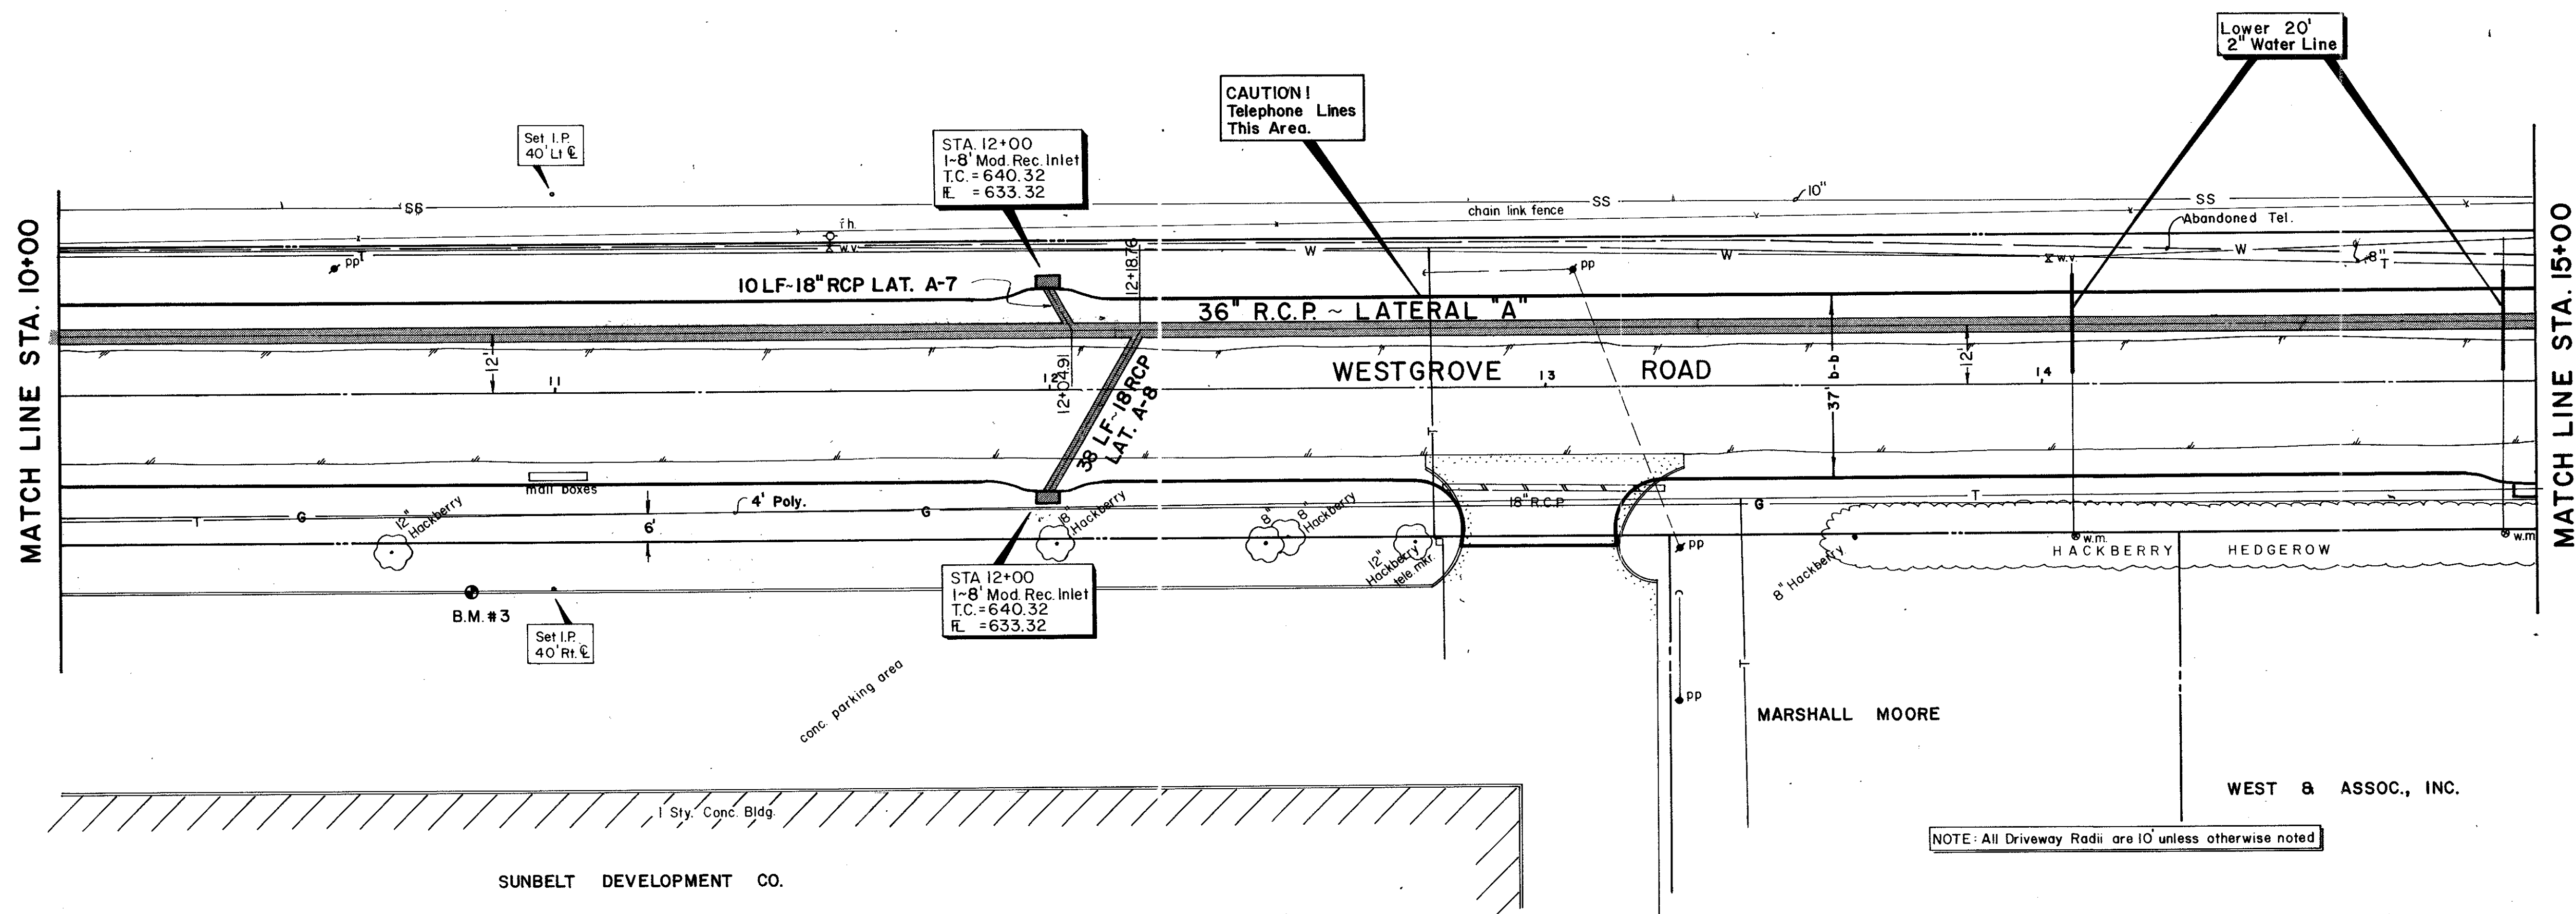 Lower 20'
2" Water Line
CAUTION!
Telephone Lines
This Area.
Set I.P.
40' Lt ℄
STA. 12+00
1~8' Mod. Rec. Inlet
T.C. = 640.32
FL = 633.32
MATCH LINE STA. 10+00
MATCH LINE STA. 15+00
SS
SS
SS
10"
chain link fence
Abandoned Tel.
f.h.
w.v.
W
W
W
w.v.
8"
T
pp
T
pp
12+18.76
10 LF~18" RCP LAT. A-7
36" R.C.P. ~ LATERAL "A"
12'
11
12
12+04.91
WESTGROVE ROAD
13
14
12'
37' b-b
38 LF~18"RCP
LAT. A-8
T
mail boxes
4' Poly.
T
G
G
18" R.C.P.
G
T
6'
12"
Hackberry
18"
Hackberry
8"
8"
Hackberry
12"
Hackberry
tele. mkr.
pp
8" Hackberry
w.m.
w.m
HACKBERRY HEDGEROW
B.M. #3
Set I.P.
40' Rt. ℄
STA 12+00
1~8' Mod. Rec. Inlet
T.C. = 640.32
FL = 633.32
conc. parking area
T
pp
MARSHALL MOORE
WEST & ASSOC., INC.
1 Sty. Conc. Bldg.
NOTE: All Driveway Radii are 10' unless otherwise noted
SUNBELT DEVELOPMENT CO.